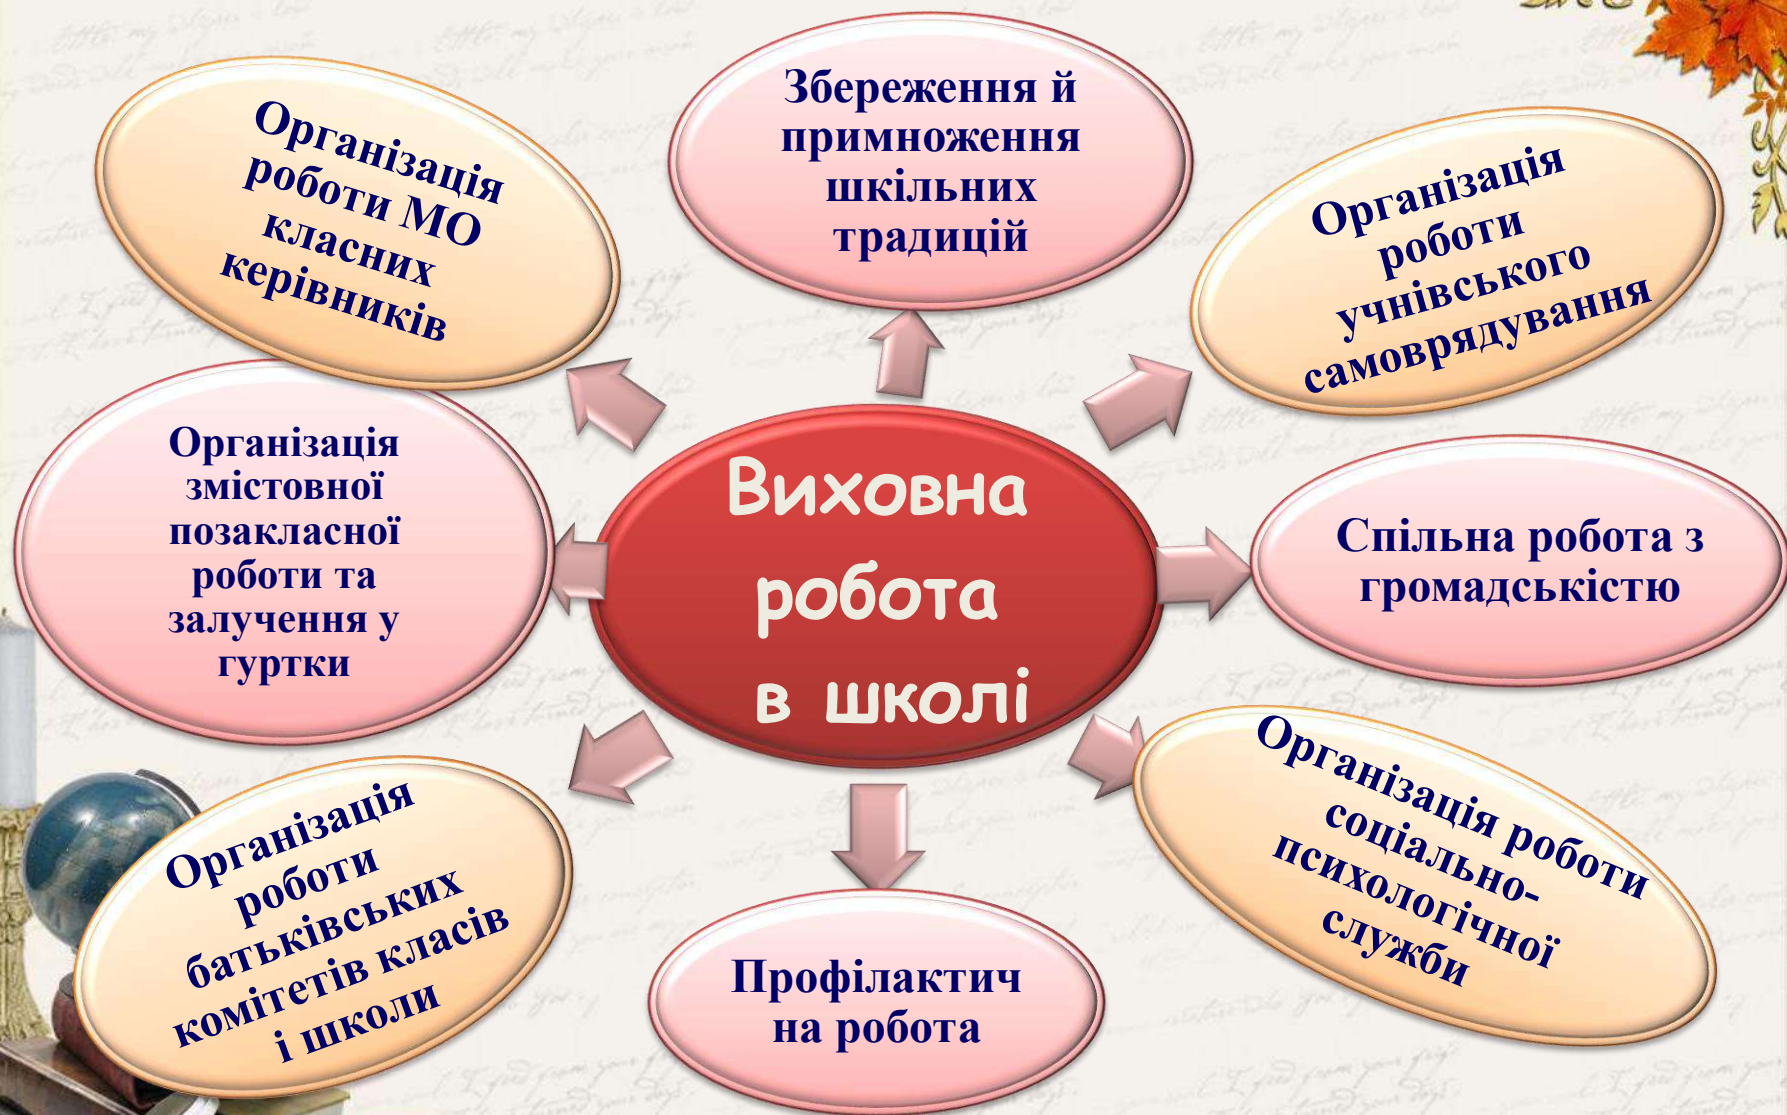 Збереження й
примноження
шкільних
традицій
Організація
роботи МО
класних
керівників
Організація
роботи
учнівського
самоврядування
Організація
змістовної
позакласної
роботи та
залучення у
гуртки
Виховна
робота
в школі
Спільна робота з
громадськістю
Організація
роботи
батьківських
комітетів класів
і школи
Профілактич
на робота
Організація роботи
соціально-
психологічної
служби